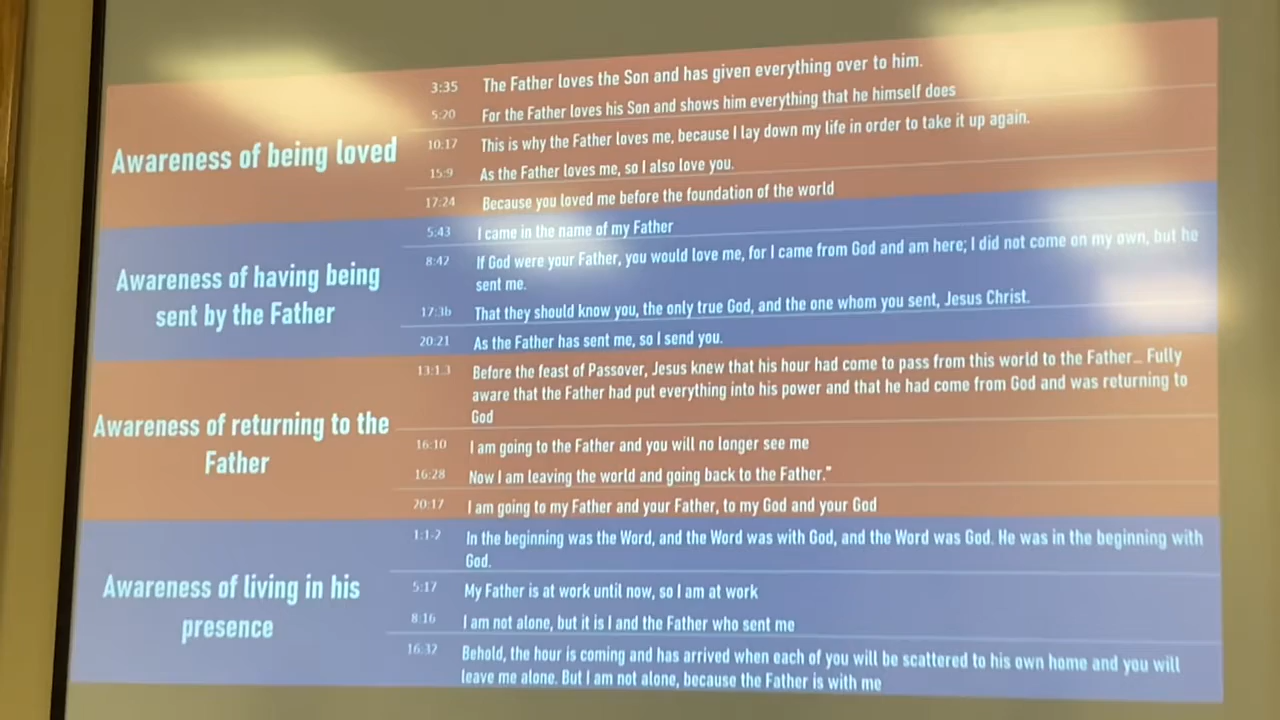 Awareness of being loved
3:35 The Father loves the Son and has given everything over to him.
5:20 For the Father loves his Son and shows him everything that he himself does
10:17 This is why the Father loves me, because I lay down my life in order to take it up again.
15:9 As the Father loves me, so I also love you.
17:24 Because you loved me before the foundation of the world
Awareness of having being
sent by the Father
5:43 I came in the name of my Father
8:42 If God were your Father, you would love me, for I came from God and am here; I did not come on my own, but he
sent me.
17:3b That they should know you, the only true God, and the one whom you sent, Jesus Christ.
20:21 As the Father has sent me, so I send you.
Awareness of returning to the
Father
13:1.3 Before the feast of Passover, Jesus knew that his hour had come to pass from this world to the Father... Fully
aware that the Father had put everything into his power and that he had come from God and was returning to
God
16:10 I am going to the Father and you will no longer see me
16:28 Now I am leaving the world and going back to the Father."
20:17 I am going to my Father and your Father, to my God and your God
Awareness of living in his
presence
1:1-2 In the beginning was the Word, and the Word was with God, and the Word was God. He was in the beginning with
God.
5:17 My Father is at work until now, so I am at work
8:16 I am not alone, but it is I and the Father who sent me
16:32 Behold, the hour is coming and has arrived when each of you will be scattered to his own home and you will
leave me alone. But I am not alone, because the Father is with me